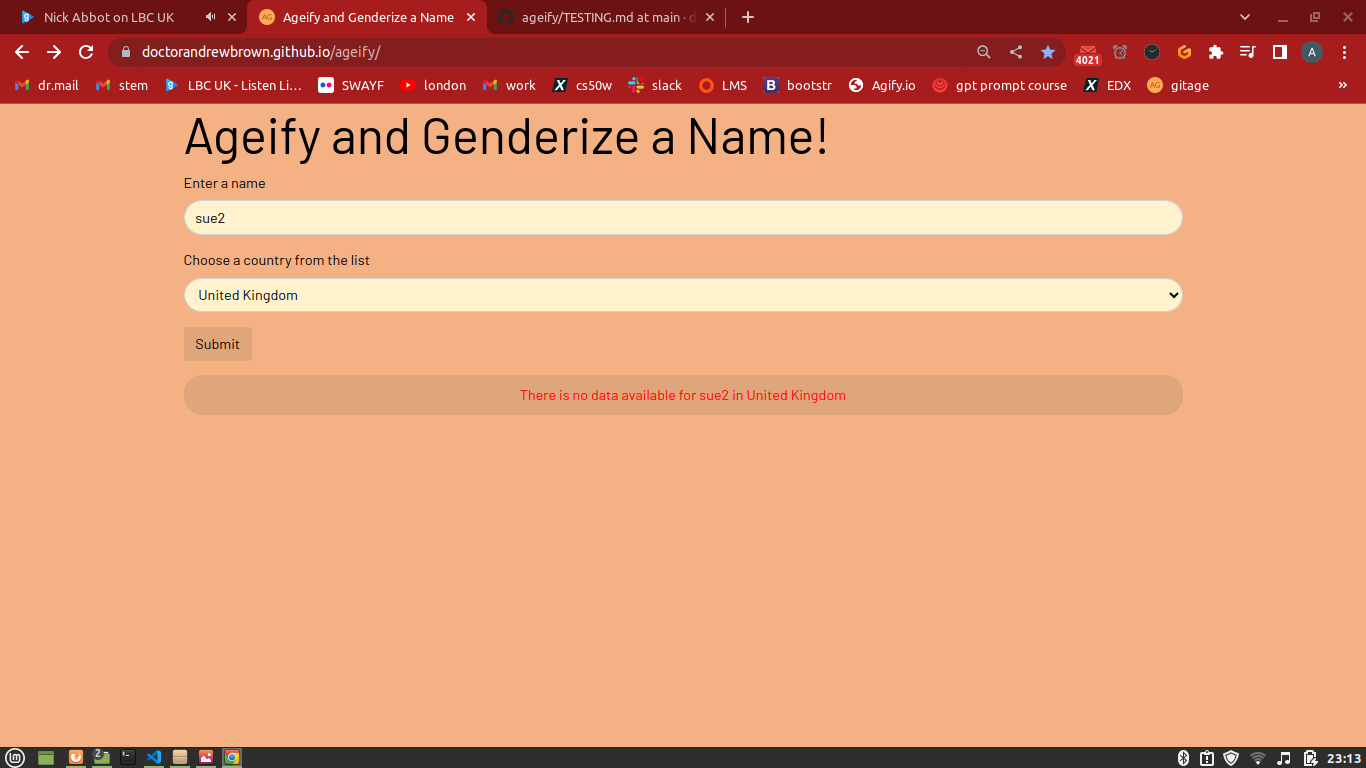 Nick Abbot on LBC UK
AG Ageify and Genderize a Name
ageify/TESTING.md at main · d
doctorandrewbrown.github.io/ageify/
4021
A
dr.mail
stem
LBC UK - Listen Li…
SWAYF
london
work
X cs50w
slack
LMS
B bootstr
Agify.io
gpt prompt course
X EDX
AG gitage
»
Ageify and Genderize a Name!
Enter a name
sue2
Choose a country from the list
United Kingdom
Submit
There is no data available for sue2 in United Kingdom
2
23:13